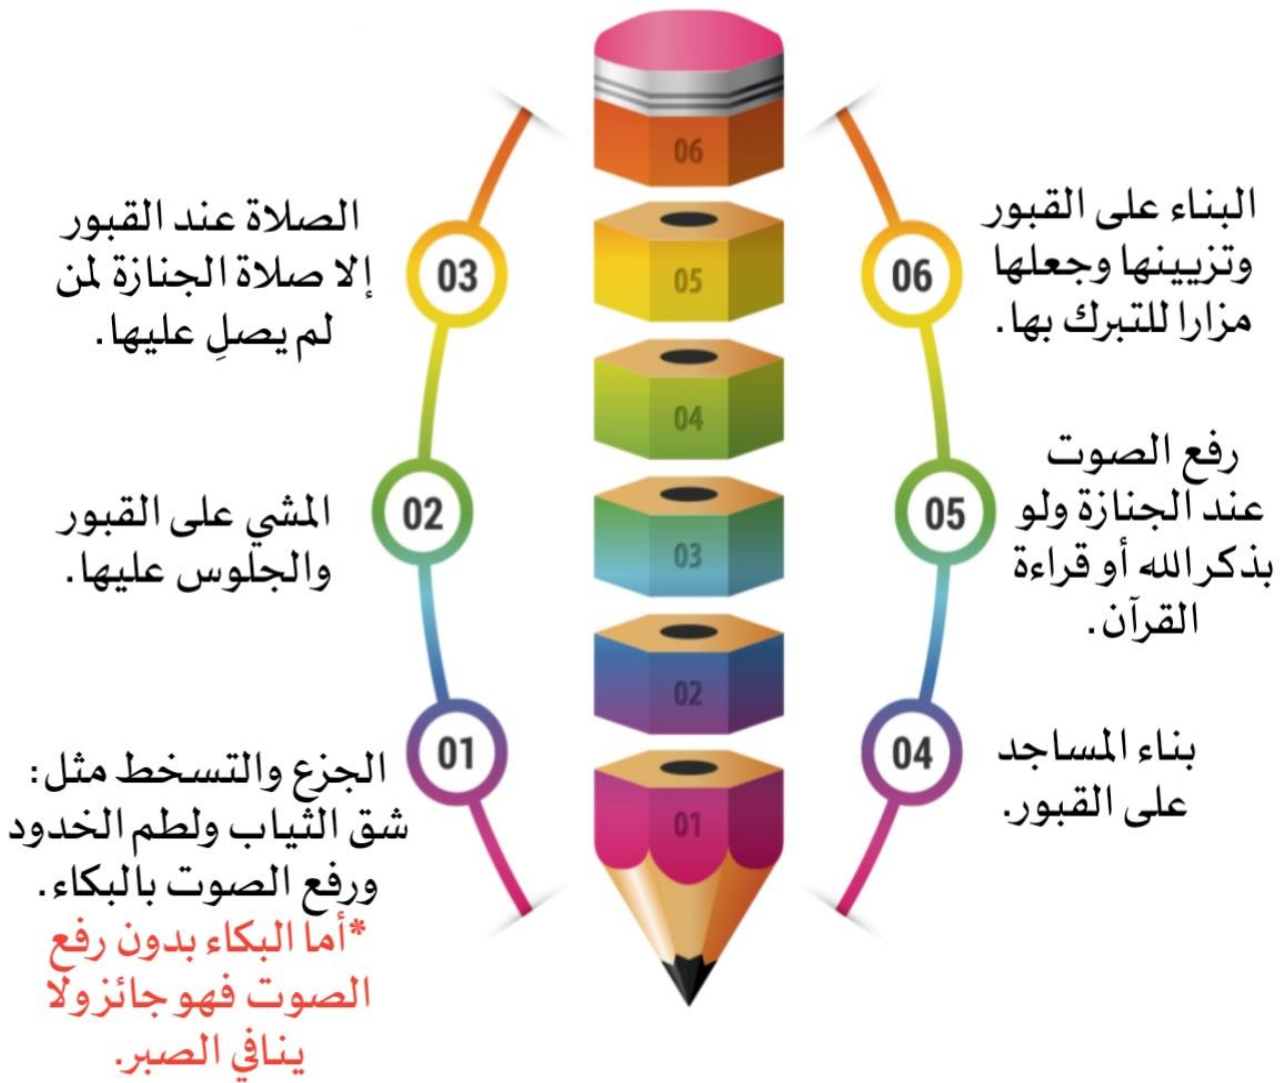 06
05
04
03
02
01
01
الجزع والتسخط مثل:
شق الثياب ولطم الخدود
ورفع الصوت بالبكاء.
*أما البكاء بدون رفع
الصوت فهو جائز ولا
ينافي الصبر.
02
المشي على القبور
والجلوس عليها.
03
الصلاة عند القبور
إلا صلاة الجنازة لمن
لم يصلِ عليها.
04
بناء المساجد
على القبور.
05
رفع الصوت
عند الجنازة ولو
بذكر الله أو قراءة
القرآن.
06
البناء على القبور
وتزيينها وجعلها
مزارا للتبرك بها.